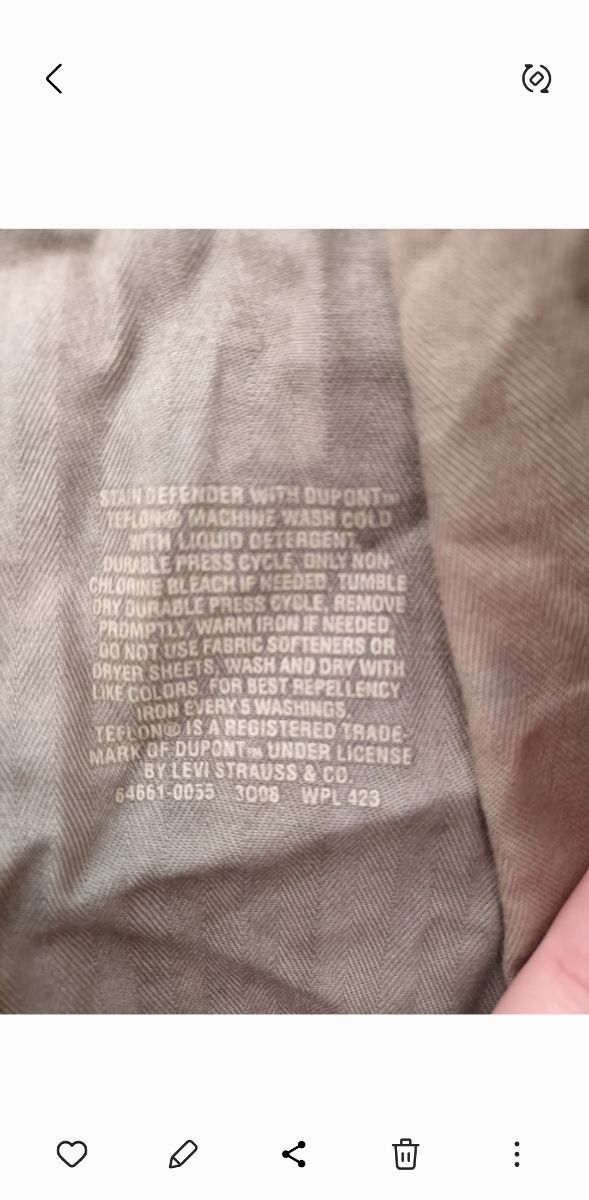 STAIN DEFENDER WITH DUPONT™
TEFLON® MACHINE WASH COLD
WITH LIQUID DETERGENT,
DURABLE PRESS CYCLE, ONLY NON-
CHLORINE BLEACH IF NEEDED, TUMBLE
DRY DURABLE PRESS CYCLE, REMOVE
PROMPTLY, WARM IRON IF NEEDED,
DO NOT USE FABRIC SOFTENERS OR
DRYER SHEETS, WASH AND DRY WITH
LIKE COLORS. FOR BEST REPELLENCY
IRON EVERY 5 WASHINGS.
TEFLON® IS A REGISTERED TRADE-
MARK OF DUPONT™ UNDER LICENSE
BY LEVI STRAUSS & CO.
64661-0055 3Q08 WPL 423